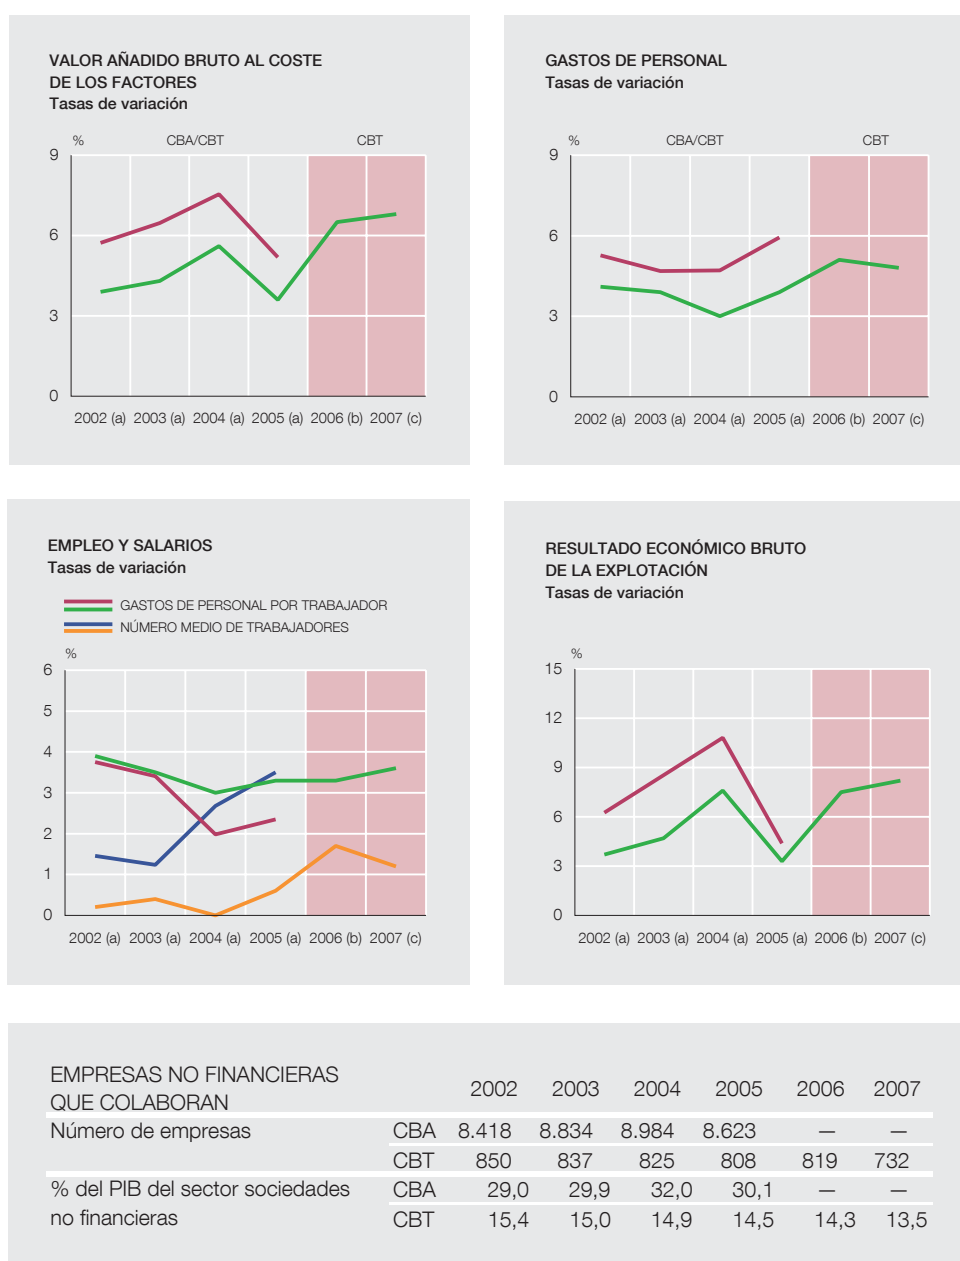 VALOR AÑADIDO BRUTO AL COSTE
DE LOS FACTORES
Tasas de variación
% CBA/CBT CBT
9
6
3
0
2002 (a) 2003 (a) 2004 (a) 2005 (a) 2006 (b) 2007 (c)
GASTOS DE PERSONAL
Tasas de variación
% CBA/CBT CBT
9
6
3
0
2002 (a) 2003 (a) 2004 (a) 2005 (a) 2006 (b) 2007 (c)
EMPLEO Y SALARIOS
Tasas de variación
GASTOS DE PERSONAL POR TRABAJADOR
NÚMERO MEDIO DE TRABAJADORES
%
6
5
4
3
2
1
0
2002 (a) 2003 (a) 2004 (a) 2005 (a) 2006 (b) 2007 (c)
RESULTADO ECONÓMICO BRUTO
DE LA EXPLOTACIÓN
Tasas de variación
%
15
12
9
6
3
0
2002 (a) 2003 (a) 2004 (a) 2005 (a) 2006 (b) 2007 (c)
EMPRESAS NO FINANCIERAS
QUE COLABORAN 2002 2003 2004 2005 2006 2007
Número de empresas CBA 8.418 8.834 8.984 8.623 — —
CBT 850 837 825 808 819 732
% del PIB del sector sociedades CBA 29,0 29,9 32,0 30,1 — —
no financieras CBT 15,4 15,0 14,9 14,5 14,3 13,5